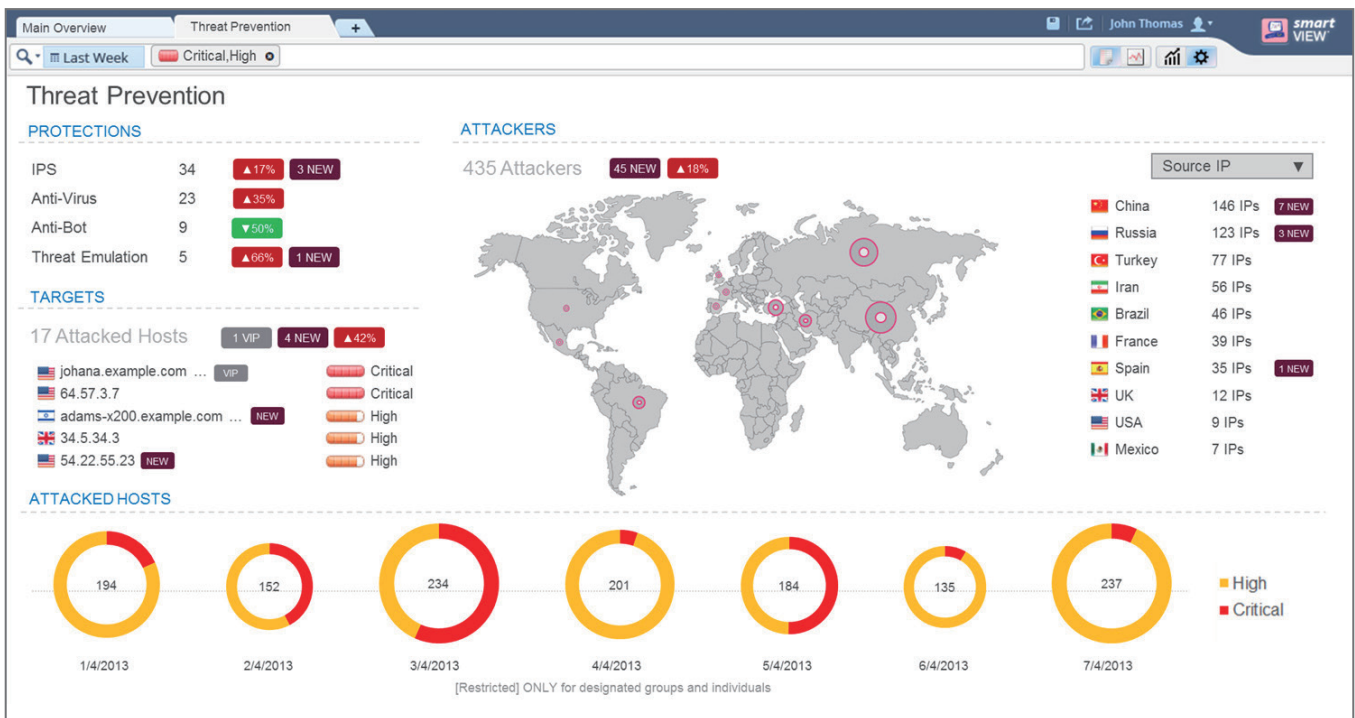 Main Overview
Threat Prevention
+
John Thomas
smart
VIEW
Last Week
Critical,High
Threat Prevention
PROTECTIONS
IPS 34 ▲17% 3 NEW
Anti-Virus 23 ▲35%
Anti-Bot 9 ▼50%
Threat Emulation 5 ▲66% 1 NEW
TARGETS
17 Attacked Hosts 1 VIP 4 NEW ▲42%
johana.example.com ... VIP Critical
64.57.3.7 Critical
adams-x200.example.com ... NEW High
34.5.34.3 High
54.22.55.23 NEW High
ATTACKERS
435 Attackers 45 NEW ▲18%
Source IP ▼
China 146 IPs 7 NEW
Russia 123 IPs 3 NEW
Turkey 77 IPs
Iran 56 IPs
Brazil 46 IPs
France 39 IPs
Spain 35 IPs 1 NEW
UK 12 IPs
USA 9 IPs
Mexico 7 IPs
ATTACKED HOSTS
194 152 234 201 184 135 237
High
Critical
1/4/2013 2/4/2013 3/4/2013 4/4/2013 5/4/2013 6/4/2013 7/4/2013
[Restricted] ONLY for designated groups and individuals